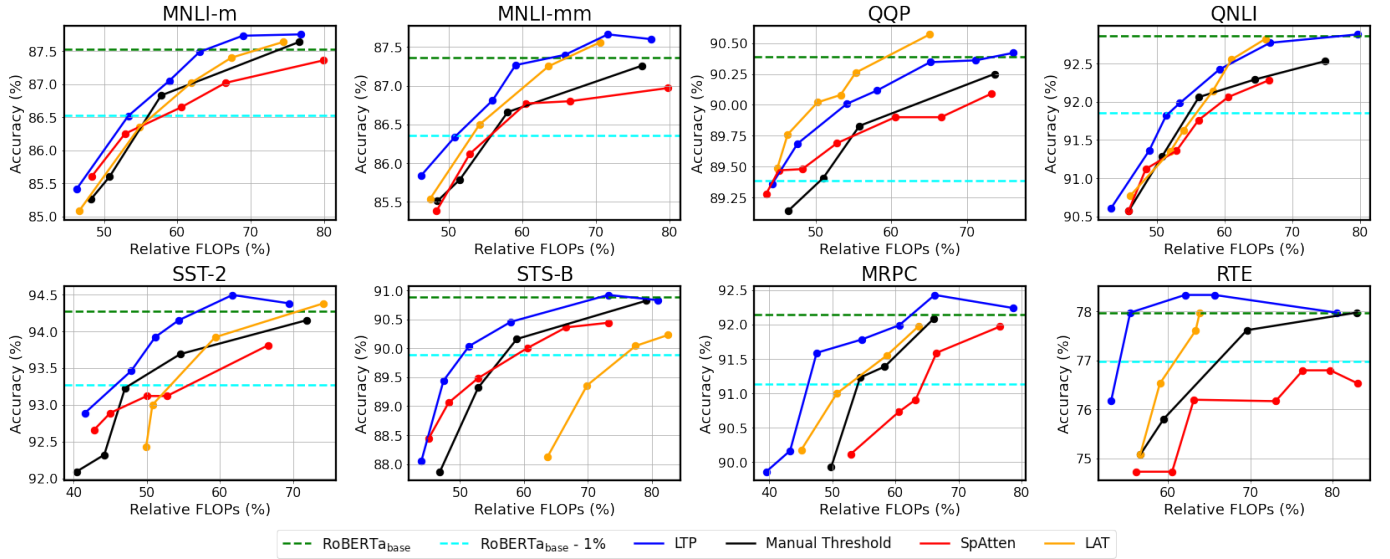 MNLI-m
MNLI-mm
QQP
QNLI
Accuracy (%)
87.5
87.0
86.5
86.0
85.5
85.0
50 60 70 80
Relative FLOPs (%)
Accuracy (%)
87.5
87.0
86.5
86.0
85.5
50 60 70 80
Relative FLOPs (%)
Accuracy (%)
90.50
90.25
90.00
89.75
89.50
89.25
50 60 70
Relative FLOPs (%)
Accuracy (%)
92.5
92.0
91.5
91.0
90.5
50 60 70 80
Relative FLOPs (%)
SST-2
STS-B
MRPC
RTE
Accuracy (%)
94.5
94.0
93.5
93.0
92.5
92.0
40 50 60 70
Relative FLOPs (%)
Accuracy (%)
91.0
90.5
90.0
89.5
89.0
88.5
88.0
50 60 70 80
Relative FLOPs (%)
Accuracy (%)
92.5
92.0
91.5
91.0
90.5
90.0
40 50 60 70 80
Relative FLOPs (%)
Accuracy (%)
78
77
76
75
60 70 80
Relative FLOPs (%)
RoBERTa base RoBERTa base - 1% LTP Manual Threshold SpAtten LAT